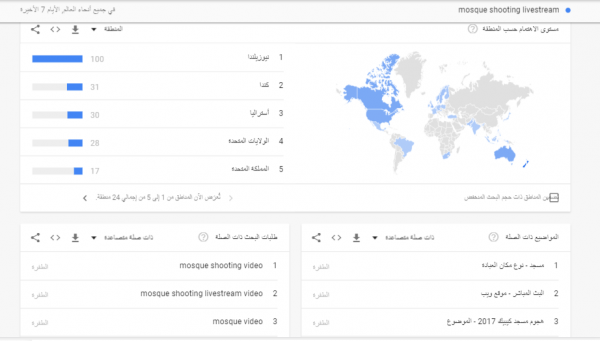 mosque shooting livestream
في جميع أنحاء العالم الأيام 7 الأخيرة
مستوى الاهتمام حسب المنطقة
المنطقة
1 نيوزيلندا 100
2 كندا 31
3 أستراليا 30
4 الولايات المتحدة 28
5 المملكة المتحدة 17
تضمين المناطق ذات حجم البحث المنخفض
تُعرض الآن المناطق من 1 إلى 5 من إجمالي 24 منطقة.
المواضيع ذات الصلة
ذات صلة متصاعدة
1 مسجد - نوع مكان العبادة الطفرة
2 البث المباشر - موقع ويب الطفرة
3 هجوم مسجد كيبيك 2017 - الموضوع الطفرة
طلبات البحث ذات الصلة
ذات صلة متصاعدة
1 mosque shooting video الطفرة
2 mosque shooting livestream video الطفرة
3 mosque video الطفرة